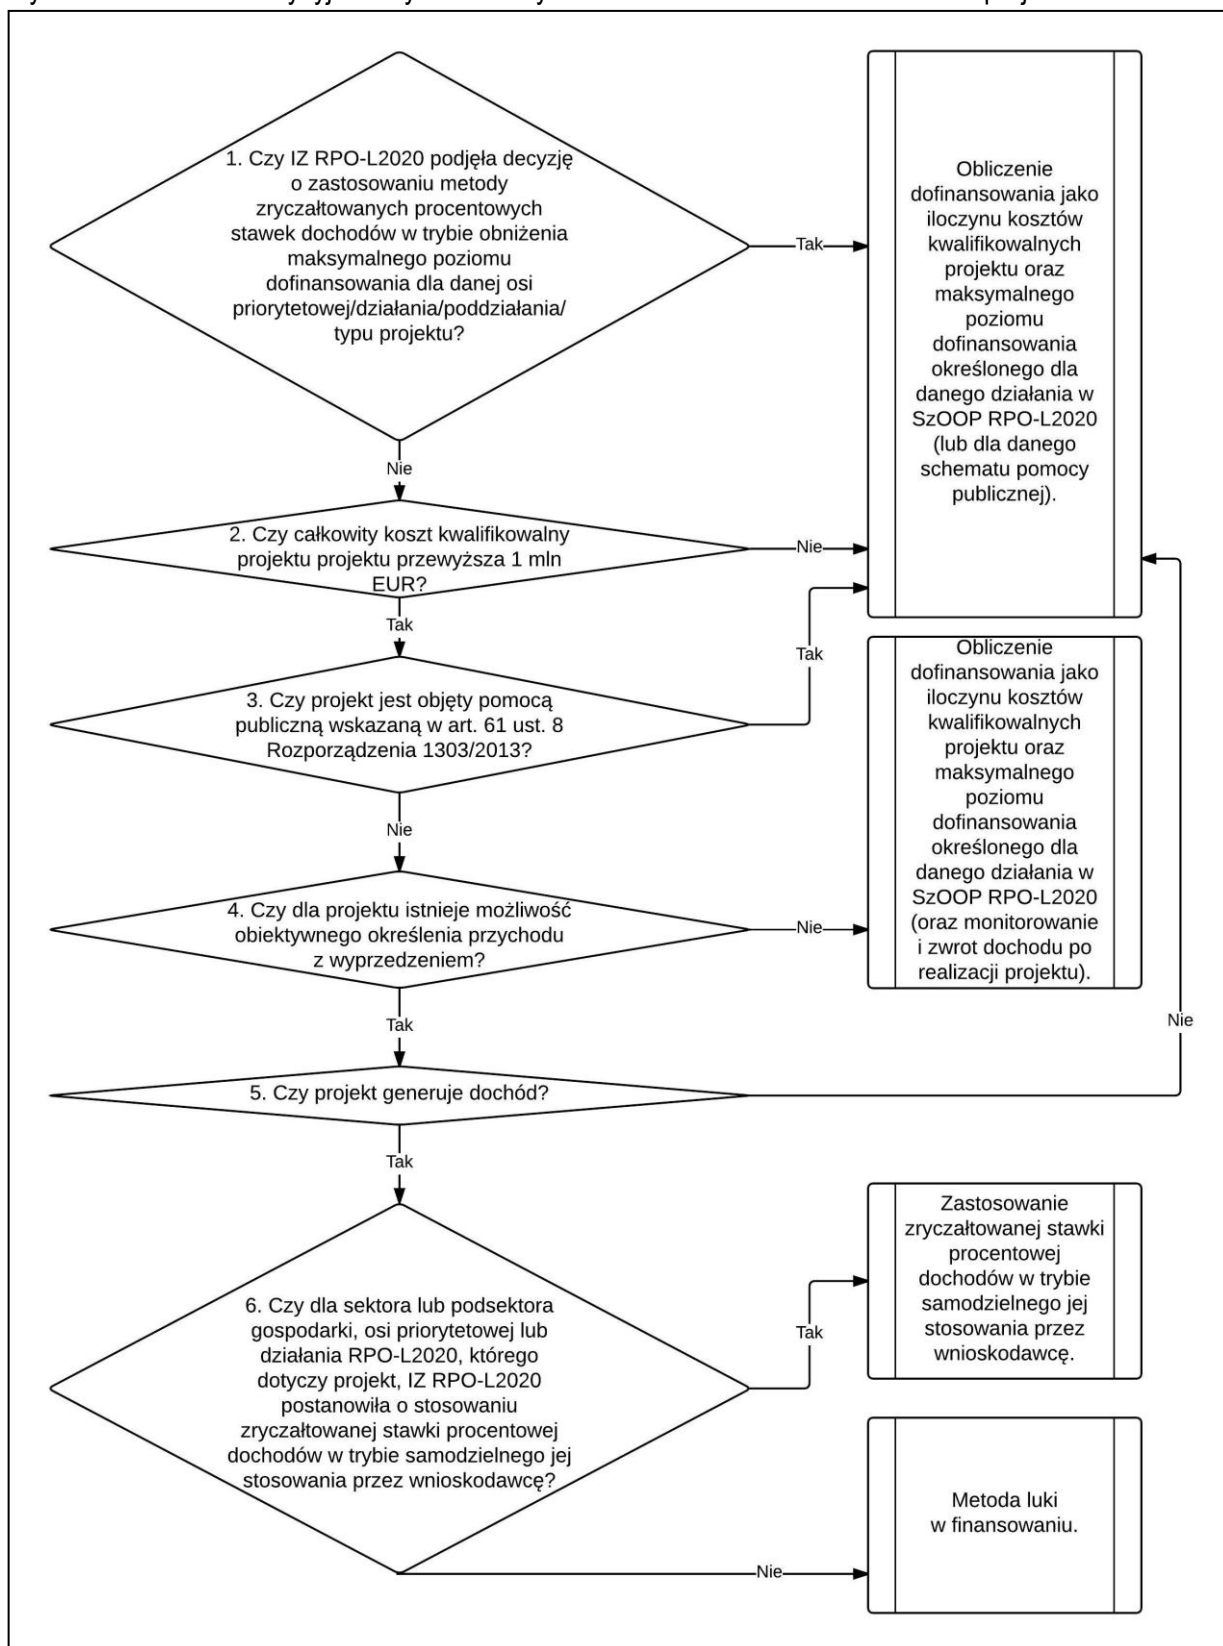 1. Czy IZ RPO-L2020 podjęła decyzję
o zastosowaniu metody
zryczałtowanych procentowych
stawek dochodów w trybie obniżenia
maksymalnego poziomu
dofinansowania dla danej osi
priorytetowej/działania/poddziałania/
typu projektu?
Tak
Obliczenie
dofinansowania jako
iloczynu kosztów
kwalifikowalnych
projektu oraz
maksymalnego
poziomu
dofinansowania
określonego dla
danego działania w
SzOOP RPO-L2020
(lub dla danego
schematu pomocy
publicznej).
Nie
2. Czy całkowity koszt kwalifikowalny
projektu projektu przewyższa 1 mln
EUR?
Nie
Tak
3. Czy projekt jest objęty pomocą
publiczną wskazaną w art. 61 ust. 8
Rozporządzenia 1303/2013?
Tak
Obliczenie
dofinansowania jako
iloczynu kosztów
kwalifikowalnych
projektu oraz
maksymalnego
poziomu
dofinansowania
określonego dla
danego działania w
SzOOP RPO-L2020
(oraz monitorowanie
i zwrot dochodu po
realizacji projektu).
Nie
4. Czy dla projektu istnieje możliwość
obiektywnego określenia przychodu
z wyprzedzeniem?
Nie
Tak
5. Czy projekt generuje dochód?
Nie
Tak
6. Czy dla sektora lub podsektora
gospodarki, osi priorytetowej lub
działania RPO-L2020, którego
dotyczy projekt, IZ RPO-L2020
postanowiła o stosowaniu
zryczałtowanej stawki procentowej
dochodów w trybie samodzielnego jej
stosowania przez wnioskodawcę?
Tak
Zastosowanie
zryczałtowanej stawki
procentowej
dochodów w trybie
samodzielnego jej
stosowania przez
wnioskodawcę.
Nie
Metoda luki
w finansowaniu.